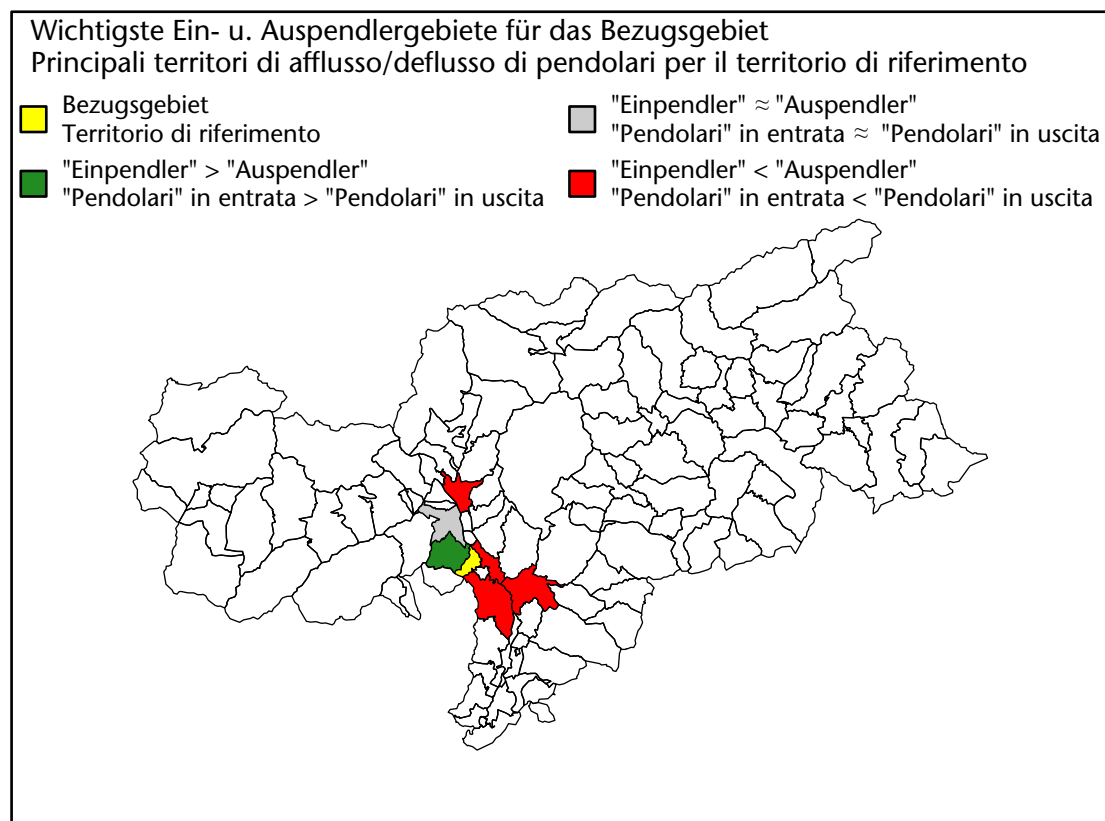 Wichtigste Ein- u. Auspendlergebiete für das Bezugsgebiet
Principali territori di afflusso/deflusso di pendolari per il territorio di riferimento
Bezugsgebiet
Territorio di riferimento
"Einpendler" > "Auspendler"
"Pendolari" in entrata > "Pendolari" in uscita
"Einpendler" ≈ "Auspendler"
"Pendolari" in entrata ≈ "Pendolari" in uscita
"Einpendler" < "Auspendler"
"Pendolari" in entrata < "Pendolari" in uscita